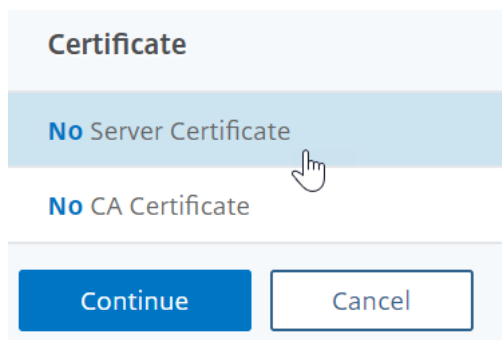 Certificate
No Server Certificate
No CA Certificate
Continue Cancel